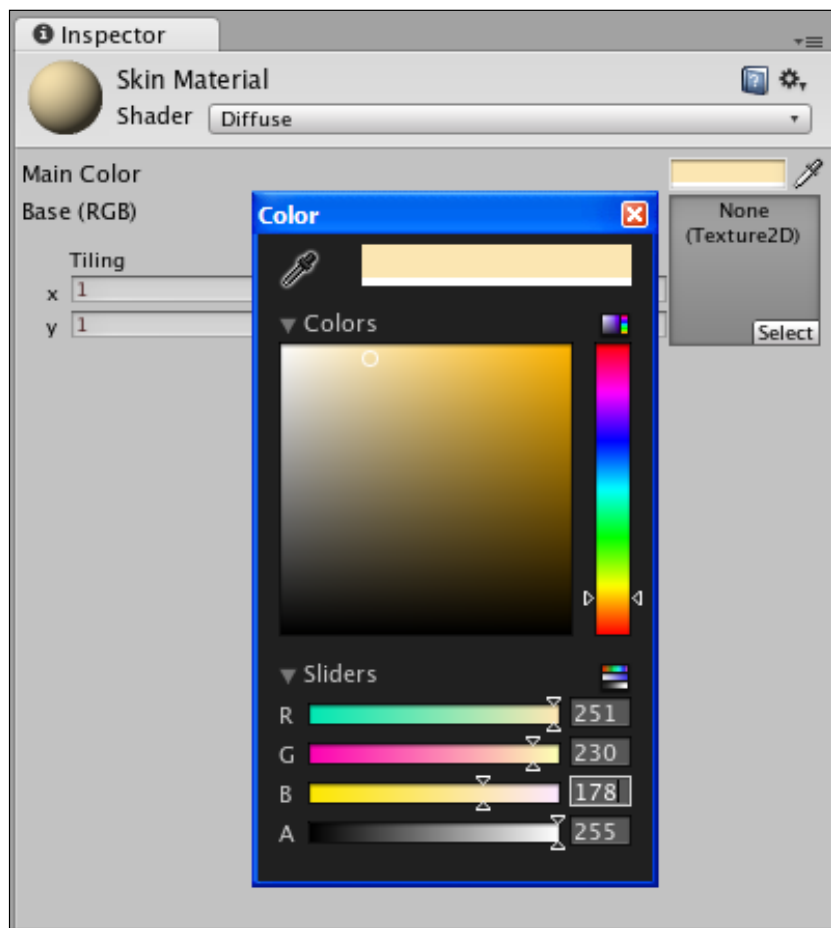 Inspector
Skin Material
Shader Diffuse
Main Color
Base (RGB)
None
(Texture2D)
Tiling
x 1
y 1
Select
Color
Colors
Sliders
R 251
G 230
B 178
A 255